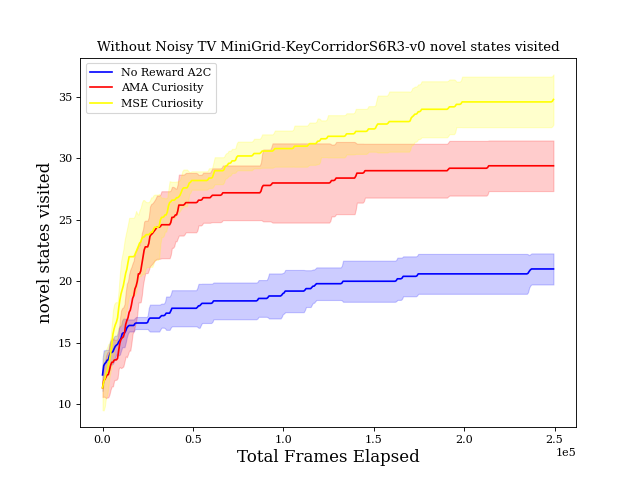 Without Noisy TV MiniGrid-KeyCorridorS6R3-v0 novel states visited
No Reward A2C
AMA Curiosity
MSE Curiosity
novel states visited
35
30
25
20
15
10
0.0 0.5 1.0 1.5 2.0 2.5
1e5
Total Frames Elapsed